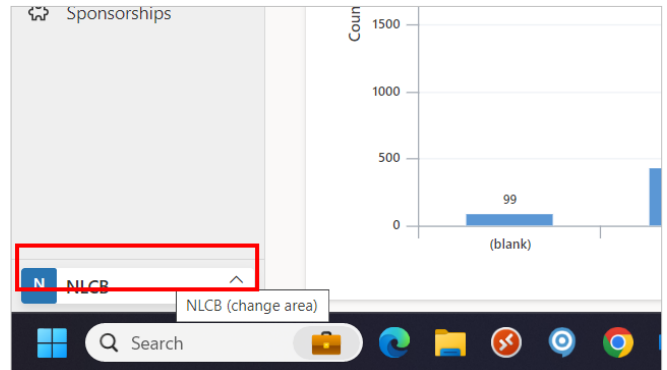 Sponsorships
Coun
1500
1000
500
0
99
(blank)
N NLCB
NLCB (change area)
Search